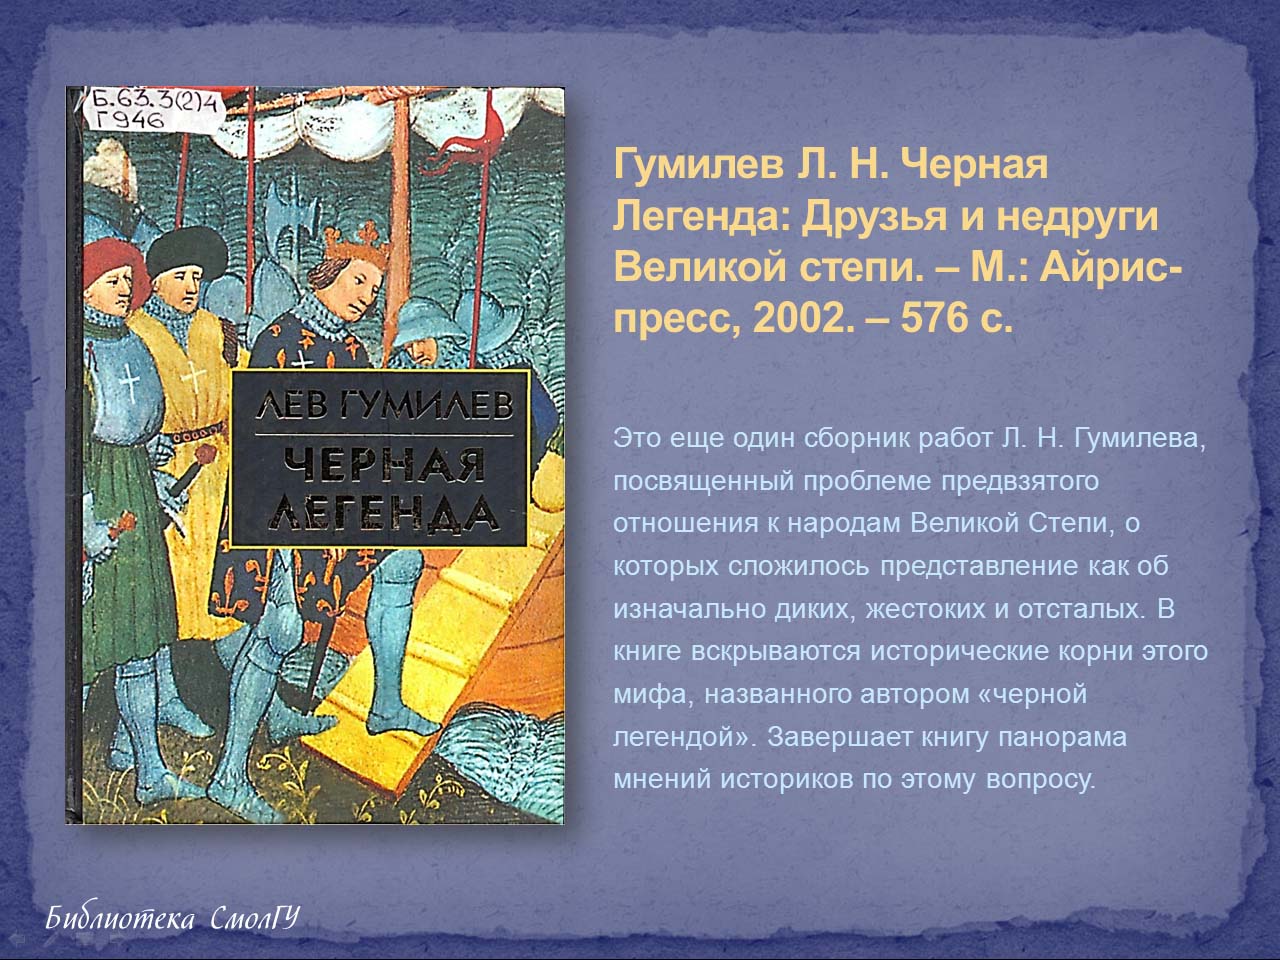 Б.63.3(2)4
Г946
ЛЕВ ГУМИЛЕВ
ЧЕРНАЯ
ЛЕГЕНДА
Гумилев Л. Н. Черная
Легенда: Друзья и недруги
Великой степи. – М.: Айрис-
пресс, 2002. – 576 с.
Это еще один сборник работ Л. Н. Гумилева,
посвященный проблеме предвзятого
отношения к народам Великой Степи, о
которых сложилось представление как об
изначально диких, жестоких и отсталых. В
книге вскрываются исторические корни этого
мифа, названного автором «черной
легендой». Завершает книгу панорама
мнений историков по этому вопросу.
Библиотека СмолГУ